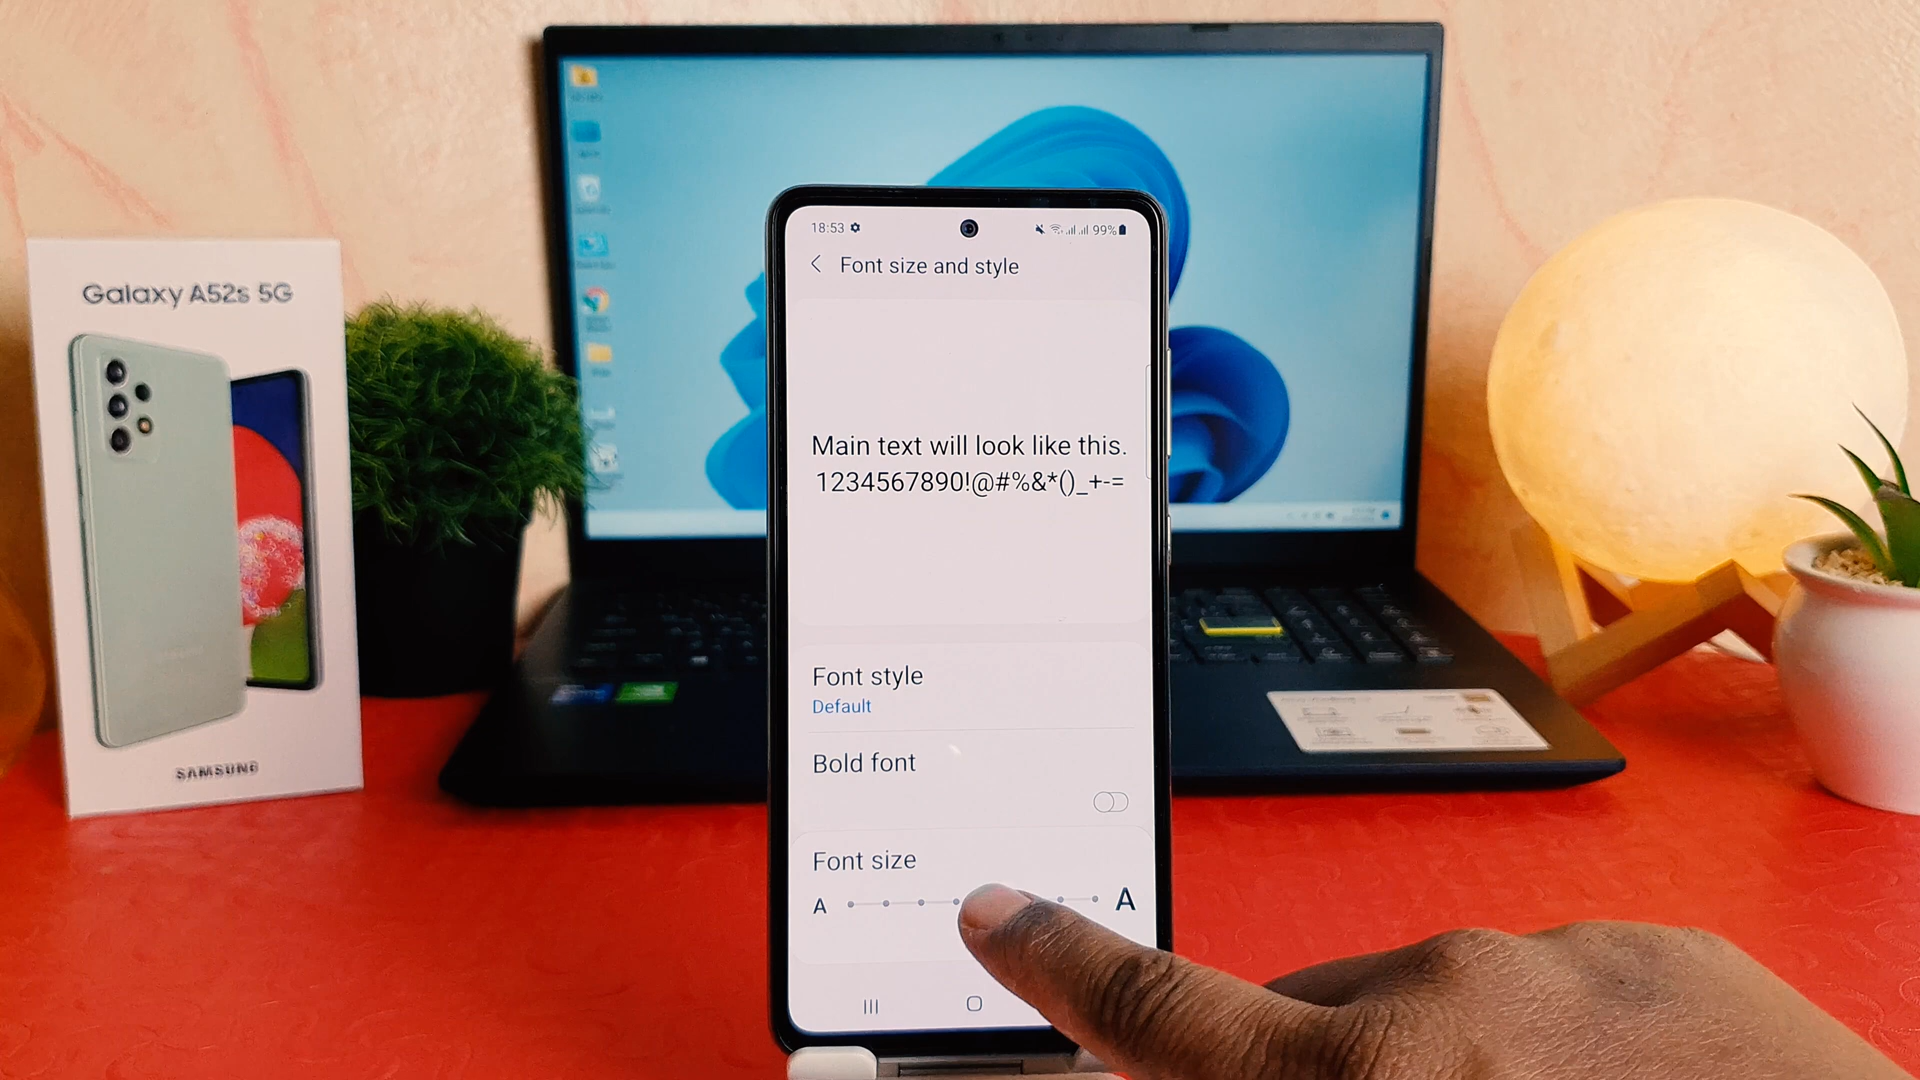 Galaxy A52s 5G
SAMSUNG
18:53
99%
Font size and style
Main text will look like this.
1234567890!@#%&*()_+-=
Font style
Default
Bold font
Font size
A A